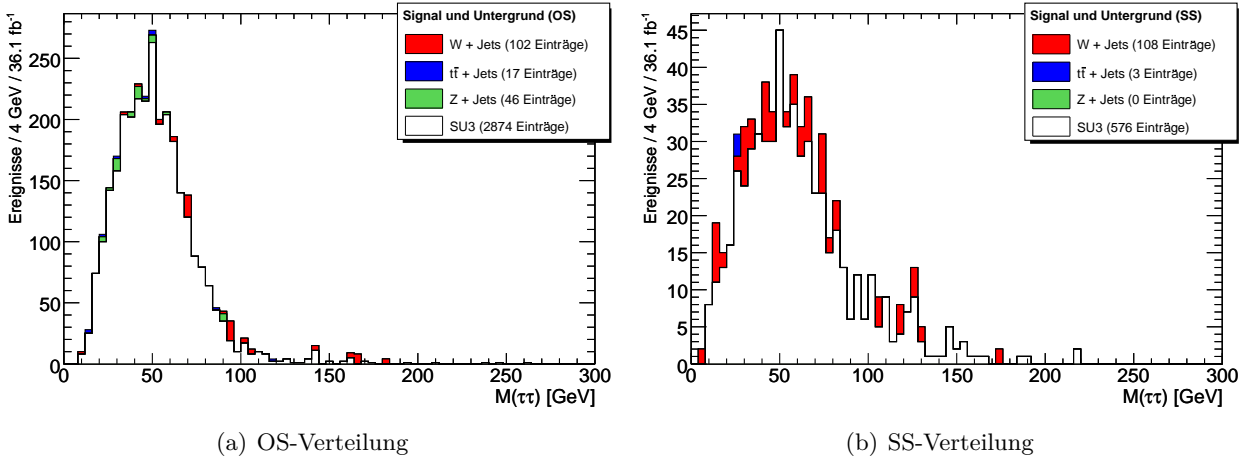 Ereignisse / 4 GeV / 36.1 fb⁻¹
250
200
150
100
50
0
0 50 100 150 200 250 300
M(ττ) [GeV]
Signal und Untergrund (OS)
W + Jets (102 Einträge)
tt̄ + Jets (17 Einträge)
Z + Jets (46 Einträge)
SU3 (2874 Einträge)
(a) OS-Verteilung
Ereignisse / 4 GeV / 36.1 fb⁻¹
45
40
35
30
25
20
15
10
5
0
0 50 100 150 200 250 300
M(ττ) [GeV]
Signal und Untergrund (SS)
W + Jets (108 Einträge)
tt̄ + Jets (3 Einträge)
Z + Jets (0 Einträge)
SU3 (576 Einträge)
(b) SS-Verteilung